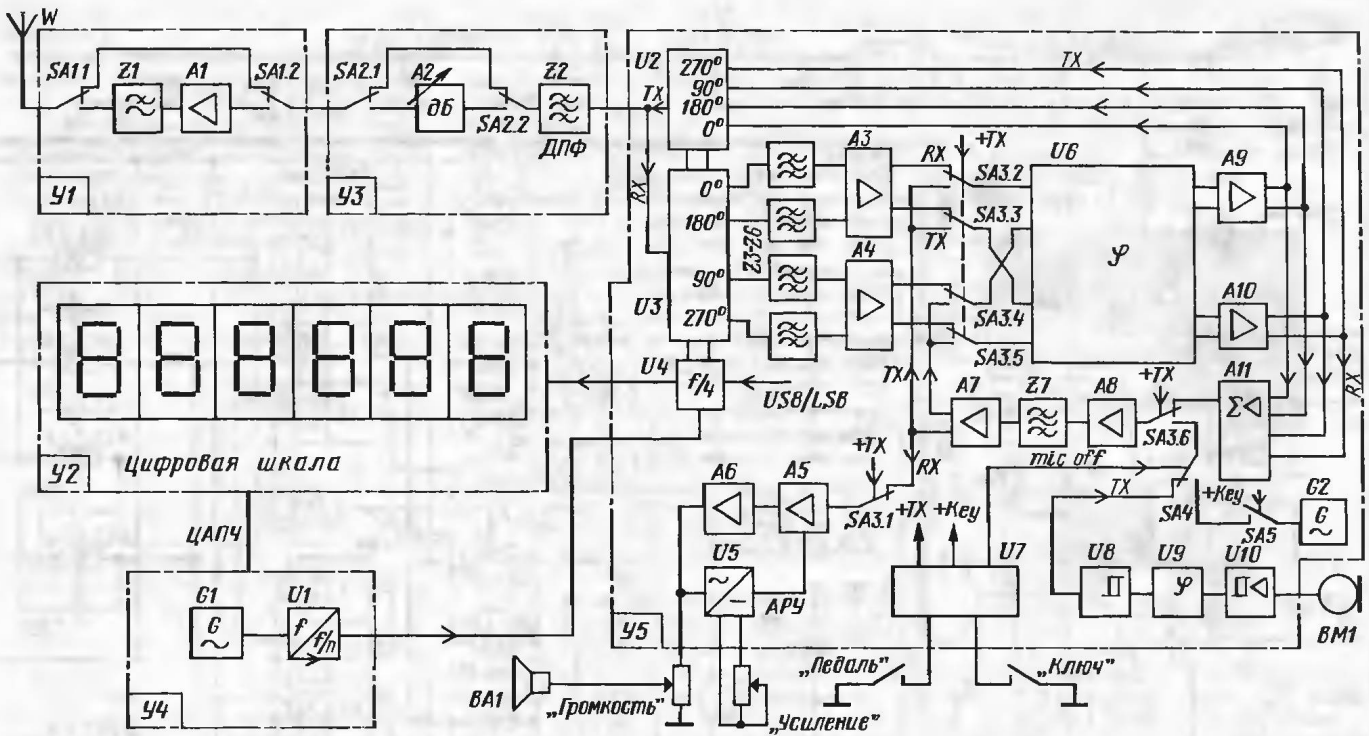 W
SA1.1
Z1
A1
SA1.2
У1
SA2.1
A2
дБ
SA2.2
Z2
ДПФ
У3
TX
RX
U2
270°
90°
180°
0°
TX
U3
0°
180°
90°
270°
Z3-Z6
A3
A4
RX
TX
+TX
SA3.2
SA3.3
SA3.4
SA3.5
U6
φ
A9
A10
A11
Σ
RX
U4
f/4
USB/LSB
Цифровая шкала
У2
ЦАПЧ
G1
G
U1
f
f/n
У4
TX
RX
A7
Z7
A8
+TX
SA3.6
mic off
TX
SA4
+Key
SA5
G2
G
A6
A5
+TX
SA3.1
U5
АРУ
+TX
+Key
U7
U8
U9
φ
U10
BM1
У5
BA1
„Громкость"
„Усиление"
„Педаль"
„Ключ"